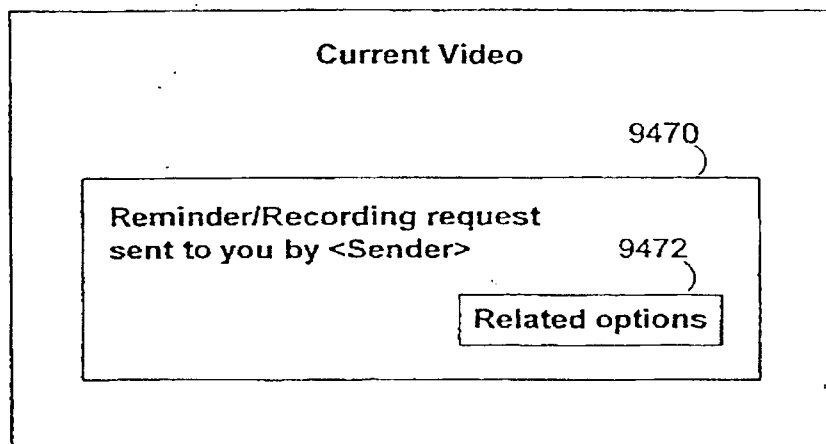 Current Video
9470
Reminder/Recording request
sent to you by <Sender>
9472
Related options